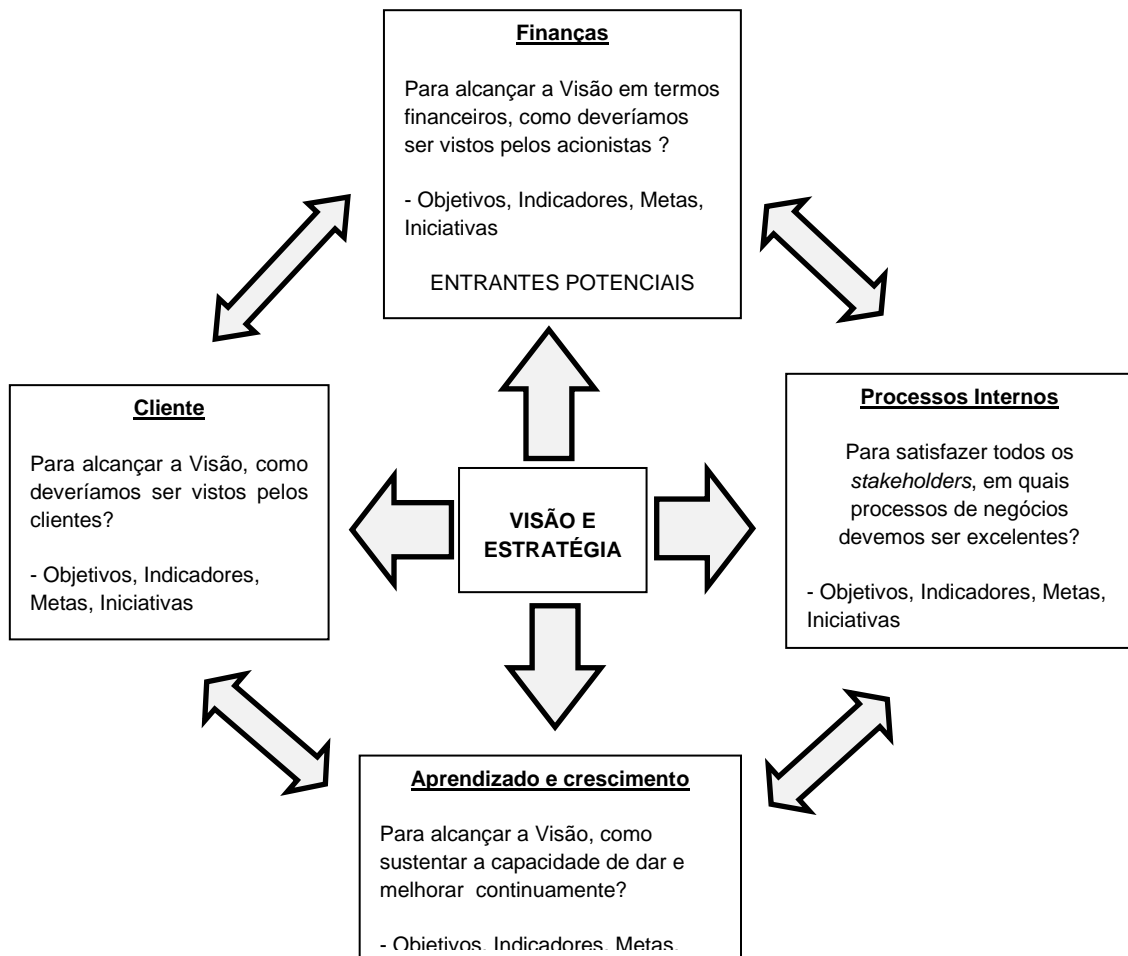 Finanças
Para alcançar a Visão em termos
financeiros, como deveríamos
ser vistos pelos acionistas ?
- Objetivos, Indicadores, Metas,
Iniciativas
ENTRANTES POTENCIAIS
Cliente
Para alcançar a Visão, como
deveríamos ser vistos pelos
clientes?
- Objetivos, Indicadores,
Metas, Iniciativas
VISÃO E
ESTRATÉGIA
Processos Internos
Para satisfazer todos os
stakeholders, em quais
processos de negócios
devemos ser excelentes?
- Objetivos, Indicadores, Metas,
Iniciativas
Aprendizado e crescimento
Para alcançar a Visão, como
sustentar a capacidade de dar e
melhorar continuamente?
- Objetivos, Indicadores, Metas,